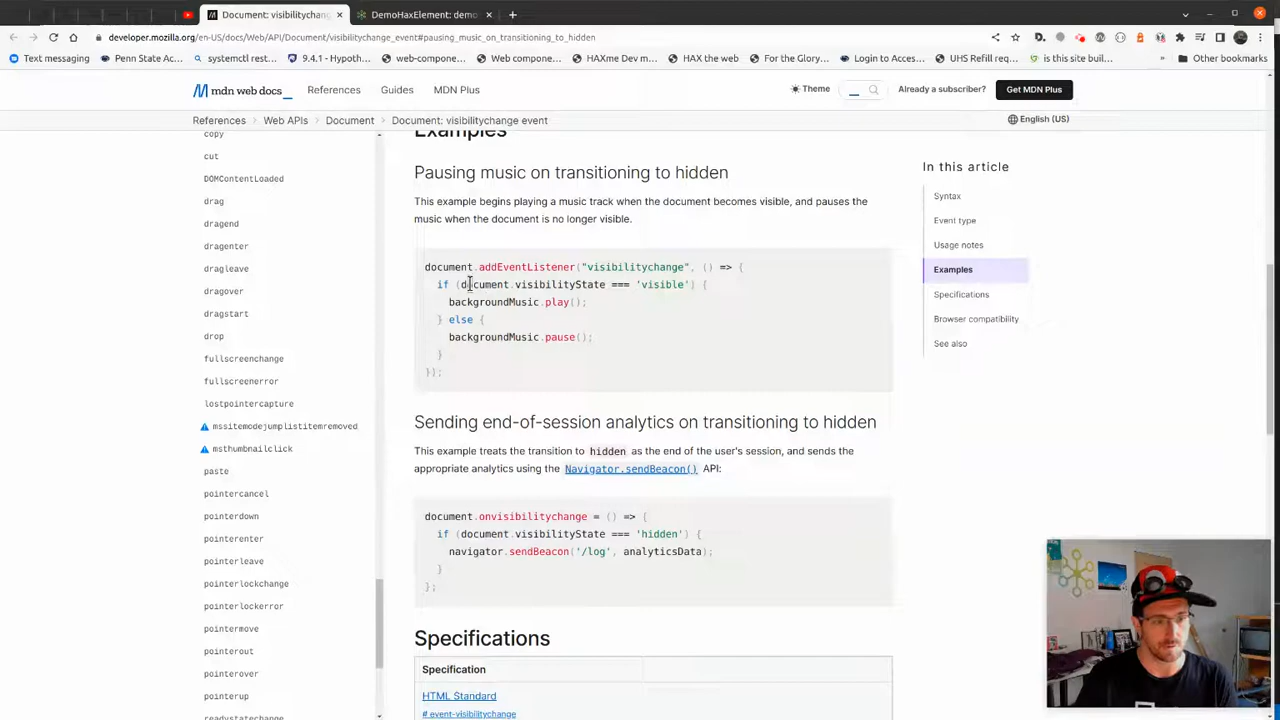 Document: visibilitychang
DemoHaxElement: demo
developer.mozilla.org/en-US/docs/Web/API/Document/visibilitychange_event#pausing_music_on_transitioning_to_hidden
Text messaging
Penn State Ac...
systemctl restc...
9.4.1 - Hypoth...
web-compone...
Web compone...
HAXme Dev m...
HAX the web
For the Glory...
Login to Access...
UHS Refill req...
is this site buil...
»
Other bookmarks
mdn web docs_
References
Guides
MDN Plus
Theme
Already a subscriber?
Get MDN Plus
References
Web APIs
Document
Document: visibilitychange event
English (US)
copy
cut
DOMContentLoaded
drag
dragend
dragenter
dragleave
dragover
dragstart
drop
fullscreenchange
fullscreenerror
lostpointercapture
mssitemodejumplistitemremoved
msthumbnailclick
paste
pointercancel
pointerdown
pointerenter
pointerleave
pointerlockchange
pointerlockerror
pointermove
pointerout
pointerover
pointerup
readystatechange
Examples
Pausing music on transitioning to hidden
This example begins playing a music track when the document becomes visible, and pauses the
music when the document is no longer visible.
document.addEventListener("visibilitychange", () => {
if (document.visibilityState === 'visible') {
backgroundMusic.play();
} else {
backgroundMusic.pause();
}
});
Sending end-of-session analytics on transitioning to hidden
This example treats the transition to hidden as the end of the user's session, and sends the
appropriate analytics using the Navigator.sendBeacon() API:
document.onvisibilitychange = () => {
if (document.visibilityState === 'hidden') {
navigator.sendBeacon('/log', analyticsData);
}
};
Specifications
Specification
HTML Standard
# event-visibilitychange
In this article
Syntax
Event type
Usage notes
Examples
Specifications
Browser compatibility
See also